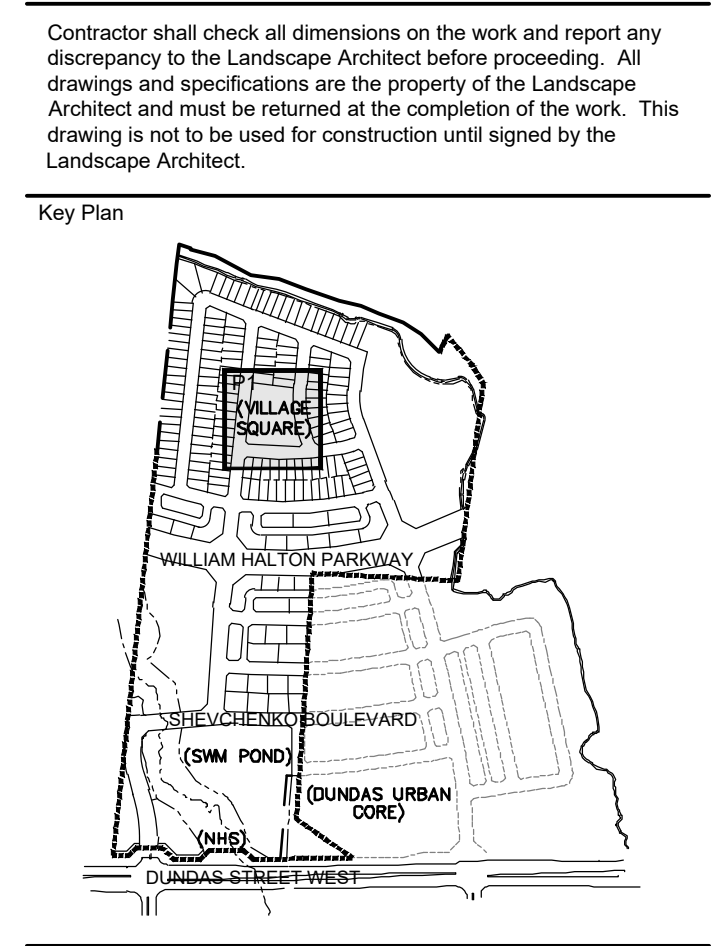 Contractor shall check all dimensions on the work and report any
discrepancy to the Landscape Architect before proceeding.  All
drawings and specifications are the property of the Landscape
Architect and must be returned at the completion of the work.  This
drawing is not to be used for construction until signed by the
Landscape Architect.
Key Plan
P1
(VILLAGE
SQUARE)
WILLIAM HALTON PARKWAY
SHEVCHENKO BOULEVARD
(SWM POND)
(DUNDAS URBAN
CORE)
(NHS)
DUNDAS STREET WEST